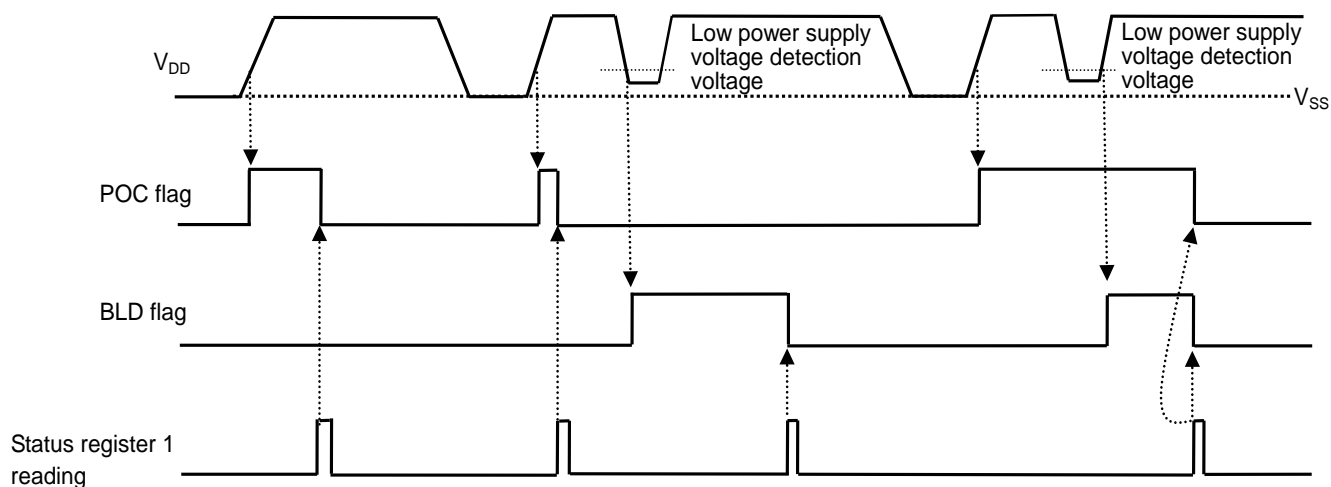 Low power supply
voltage detection
voltage
Low power supply
voltage detection
voltage
VDD
VSS
POC flag
BLD flag
Status register 1
reading